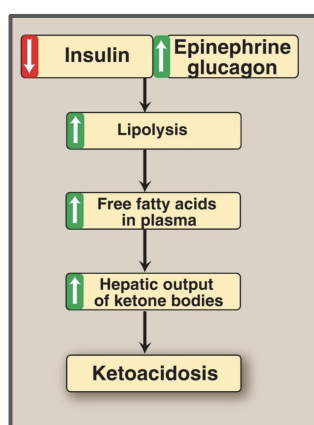 Insulin
Epinephrine
glucagon
Lipolysis
Free fatty acids
in plasma
Hepatic output
of ketone bodies
Ketoacidosis